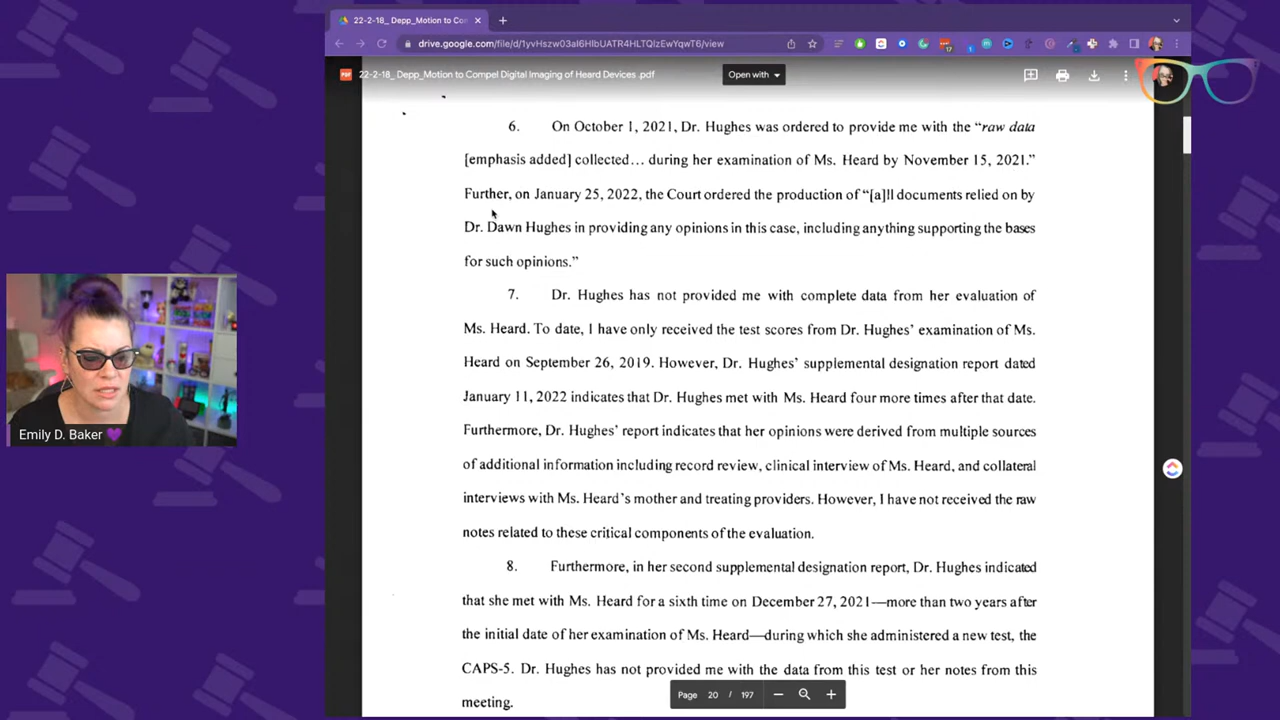 22-2-18_ Depp_Motion to Co
drive.google.com/file/d/1yvHszw03aI6HIbUATR4HLTQIzEwYqwT6/view
22-2-18_ Depp_Motion to Compel Digital Imaging of Heard Devices .pdf
Open with
6. On October 1, 2021, Dr. Hughes was ordered to provide me with the “raw data
[emphasis added] collected… during her examination of Ms. Heard by November 15, 2021.”
Further, on January 25, 2022, the Court ordered the production of “[a]ll documents relied on by
Dr. Dawn Hughes in providing any opinions in this case, including anything supporting the bases
for such opinions.”
7. Dr. Hughes has not provided me with complete data from her evaluation of
Ms. Heard. To date, I have only received the test scores from Dr. Hughes’ examination of Ms.
Heard on September 26, 2019. However, Dr. Hughes’ supplemental designation report dated
January 11, 2022 indicates that Dr. Hughes met with Ms. Heard four more times after that date.
Furthermore, Dr. Hughes’ report indicates that her opinions were derived from multiple sources
of additional information including record review, clinical interview of Ms. Heard, and collateral
interviews with Ms. Heard’s mother and treating providers. However, I have not received the raw
notes related to these critical components of the evaluation.
8. Furthermore, in her second supplemental designation report, Dr. Hughes indicated
that she met with Ms. Heard for a sixth time on December 27, 2021—more than two years after
the initial date of her examination of Ms. Heard—during which she administered a new test, the
CAPS-5. Dr. Hughes has not provided me with the data from this test or her notes from this
meeting.
Page 20 / 197
Emily D. Baker 💜